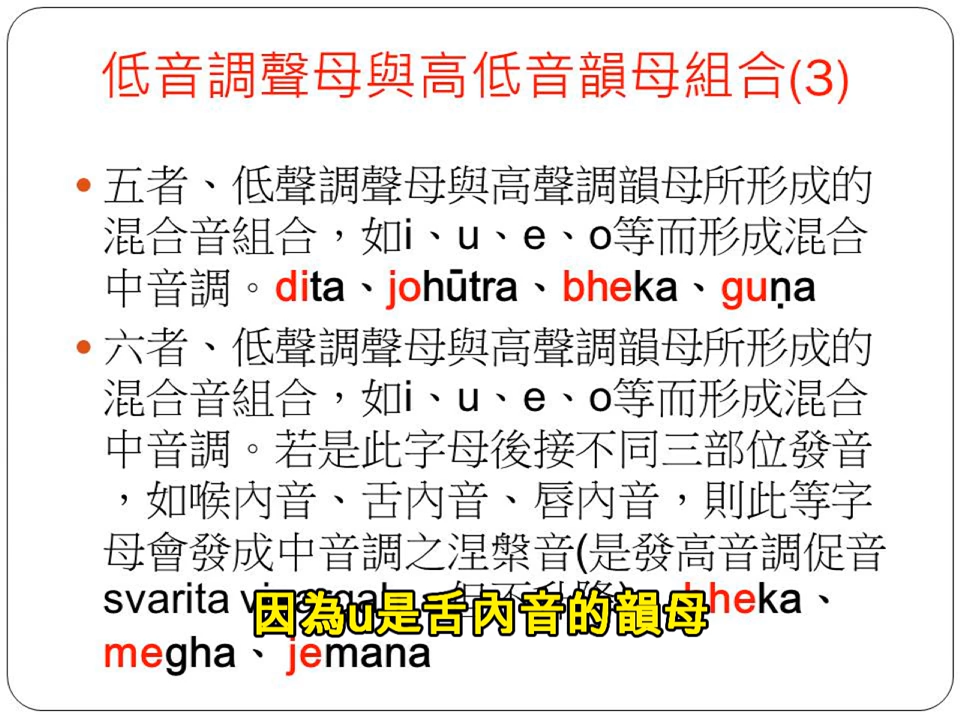 低音調聲母與高低音韻母組合(3)
• 五者、低聲調聲母與高聲調韻母所形成的
混合音組合，如i、u、e、o等而形成混合
中音調。dita、johūtra、bheka、guṇa
• 六者、低聲調聲母與高聲調韻母所形成的
混合音組合，如i、u、e、o等而形成混合
中音調。若是此字母後接不同三部位發音
，如喉內音、舌內音、唇內音，則此等字
母會發成中音調之涅槃音(是發高音調促音
svarita bheka、
因為u是舌內音的韻母
megha、 jemana